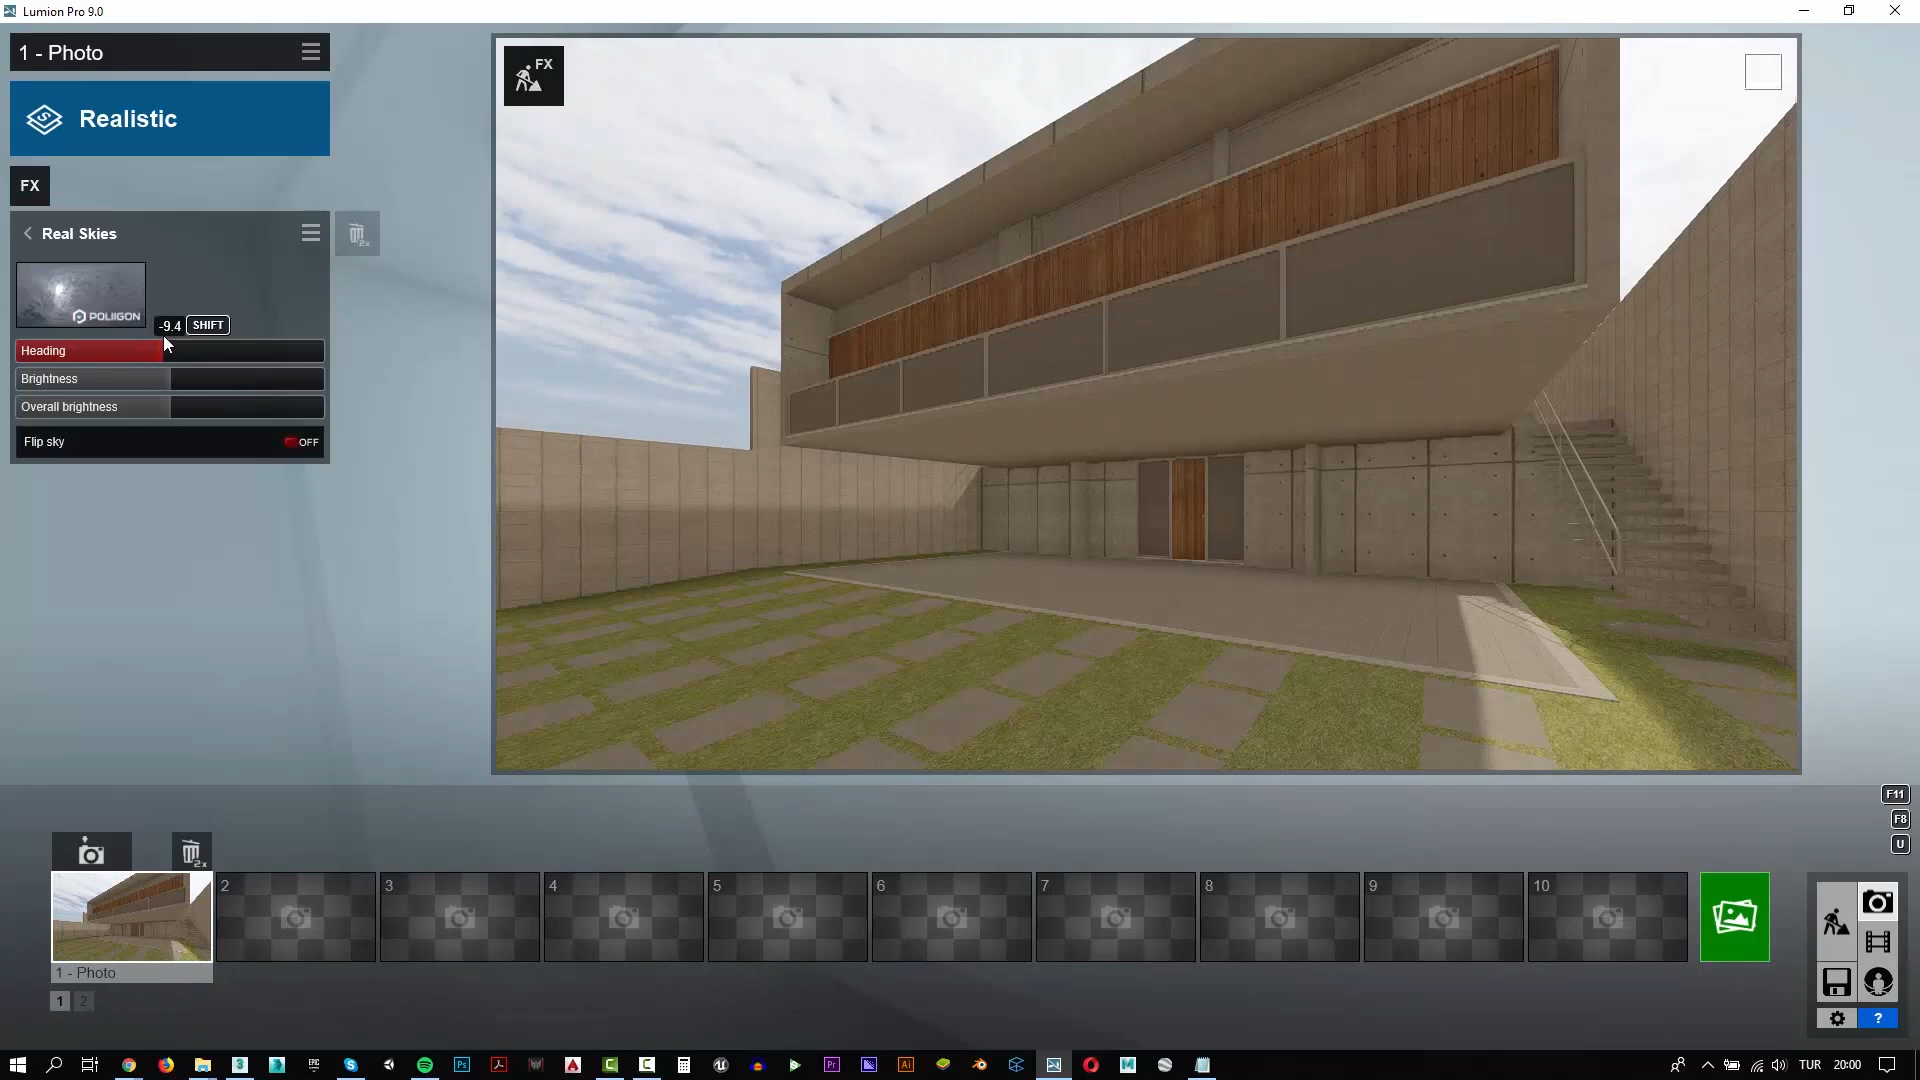 Lumion Pro 9.0
1 - Photo
Realistic
FX
Real Skies
POLIIGON
-9.4 SHIFT
Heading
Brightness
Overall brightness
Flip sky
OFF
2x
FX
F11
F8
U
2x
2
3
4
5
6
7
8
9
10
1 - Photo
1
2
?
TUR
20:00